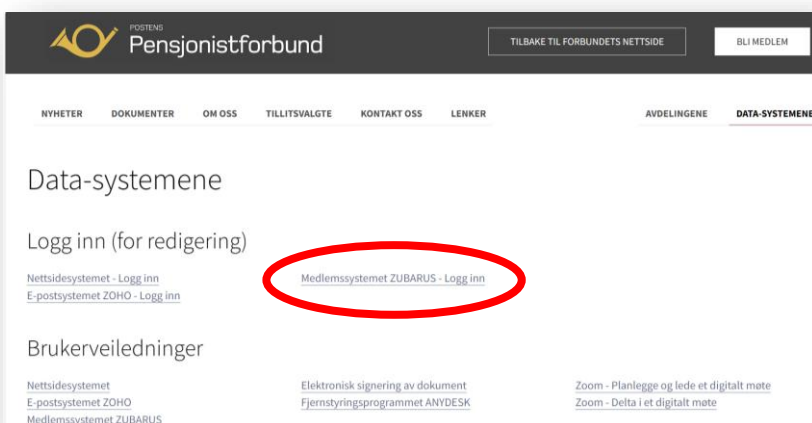 POSTENS
Pensjonistforbund
TILBAKE TIL FORBUNDETS NETTSIDE
BLI MEDLEM
NYHETER DOKUMENTER OM OSS TILLITSVALGTE KONTAKT OSS LENKER AVDELINGENE DATA-SYSTEMENE
Data-systemene
Logg inn (for redigering)
Nettsidesystemet - Logg inn Medlemssystemet ZUBARUS - Logg inn
E-postsystemet ZOHO - Logg inn
Brukerveiledninger
Nettsidesystemet Elektronisk signering av dokument Zoom - Planlegge og lede et digitalt møte
E-postsystemet ZOHO Fjernstyringsprogrammet ANYDESK Zoom - Delta i et digitalt møte
Medlemssystemet ZUBARUS